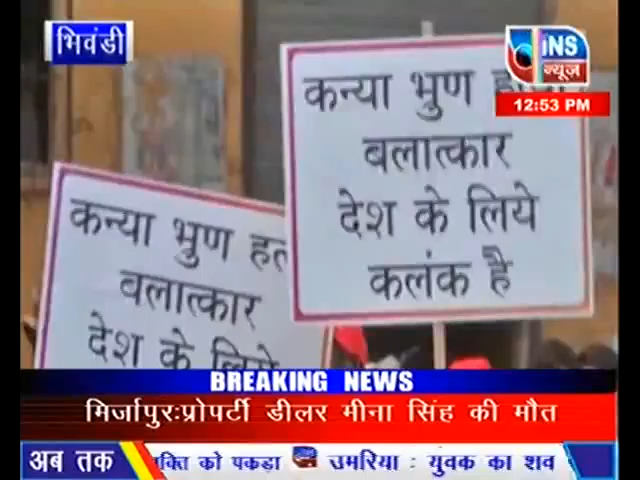 भिवंडी
INS
न्यूज़
12:53 PM
कन्या भ्रुण
बलात्कार
देश के लिये
कलंक है
कन्या भ्रुण
बलात्कार
देश के लिये
BREAKING NEWS
मिर्जापुर:प्रोपर्टी डीलर मीना सिंह की मौत
अब तक
को पकड़ा उमरिया : युवक का शव